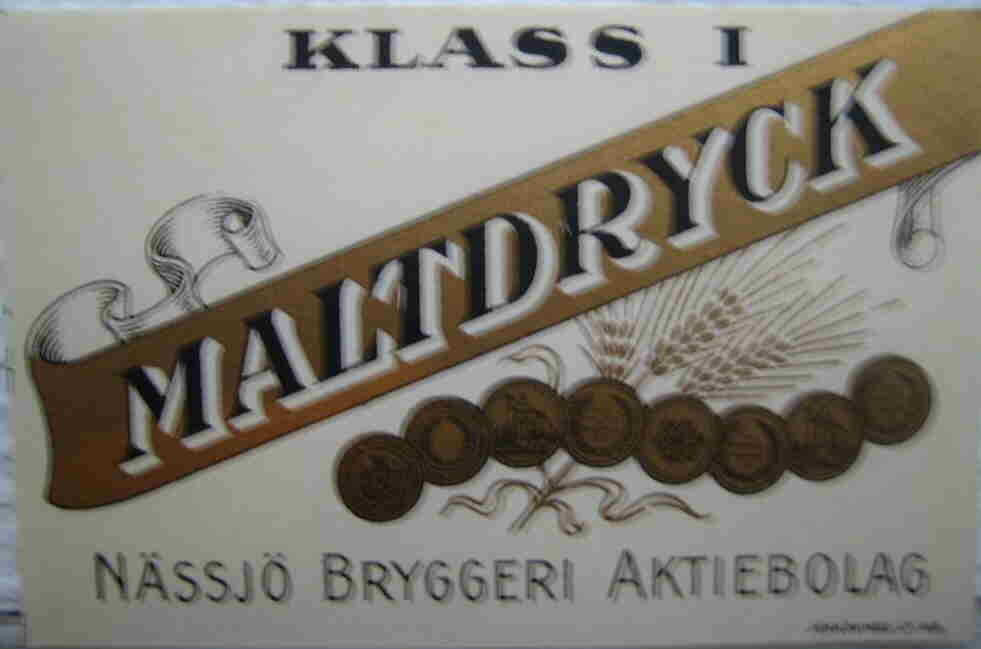 KLASS I
MALTDRYCK
NÄSSJÖ BRYGGERI AKTIEBOLAG